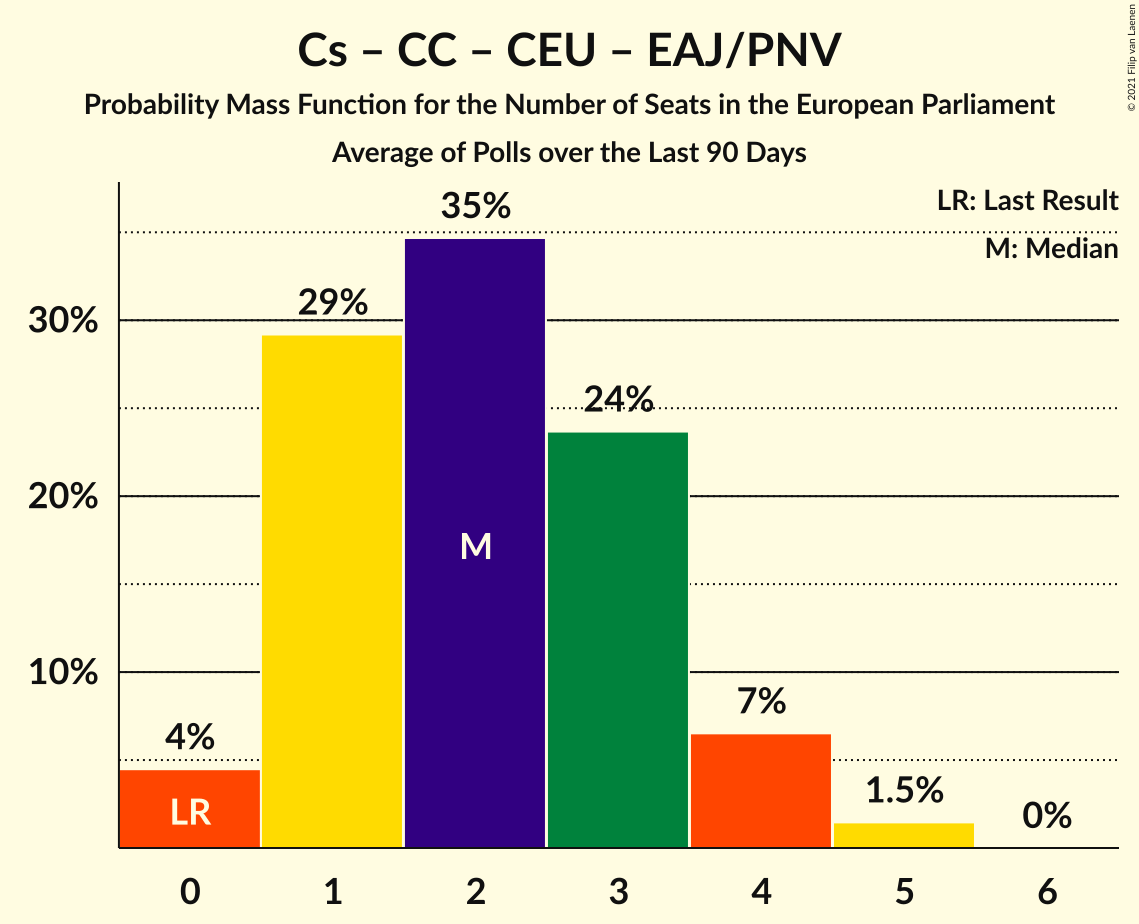 Cs – CC – CEU – EAJ/PNV
Probability Mass Function for the Number of Seats in the European Parliament
Average of Polls over the Last 90 Days
© 2021 Filip van Laenen
LR: Last Result
M: Median
35%
29%
30%
24%
20%
M
10%
7%
4%
1.5%
LR
0%
0 1 2 3 4 5 6